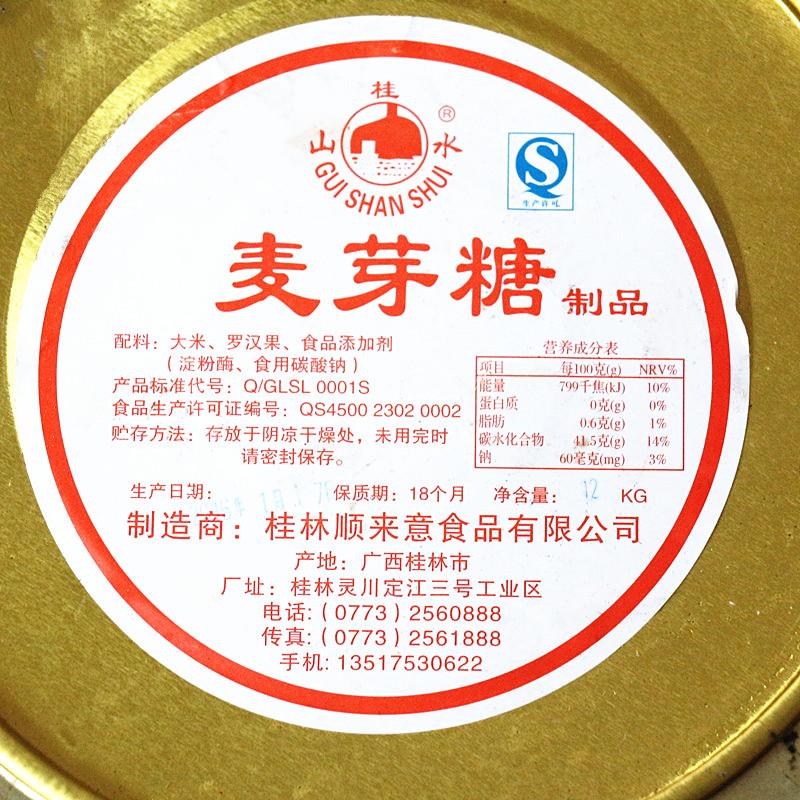 桂
山 水
®
GUI SHAN SHUI
S
生产许可
麦芽糖 制品
配料：大米、罗汉果、食品添加剂
（淀粉酶、食用碳酸钠）
产品标准代号：Q/GLSL 0001S
食品生产许可证编号：QS4500 2302 0002
贮存方法：存放于阴凉干燥处，未用完时
请密封保存。
营养成分表
项目 每100克(g) NRV%
能量 799千焦(kJ) 10%
蛋白质 0克(g) 0%
脂肪 0.6克(g) 1%
碳水化合物 41.5克(g) 14%
钠 60毫克(mg) 3%
生产日期： 保质期：18个月 净含量：12 KG
制造商：桂林顺来意食品有限公司
产地：广西桂林市
厂址：桂林灵川定江三号工业区
电话:（0773）2560888
传真:（0773）2561888
手机: 13517530622